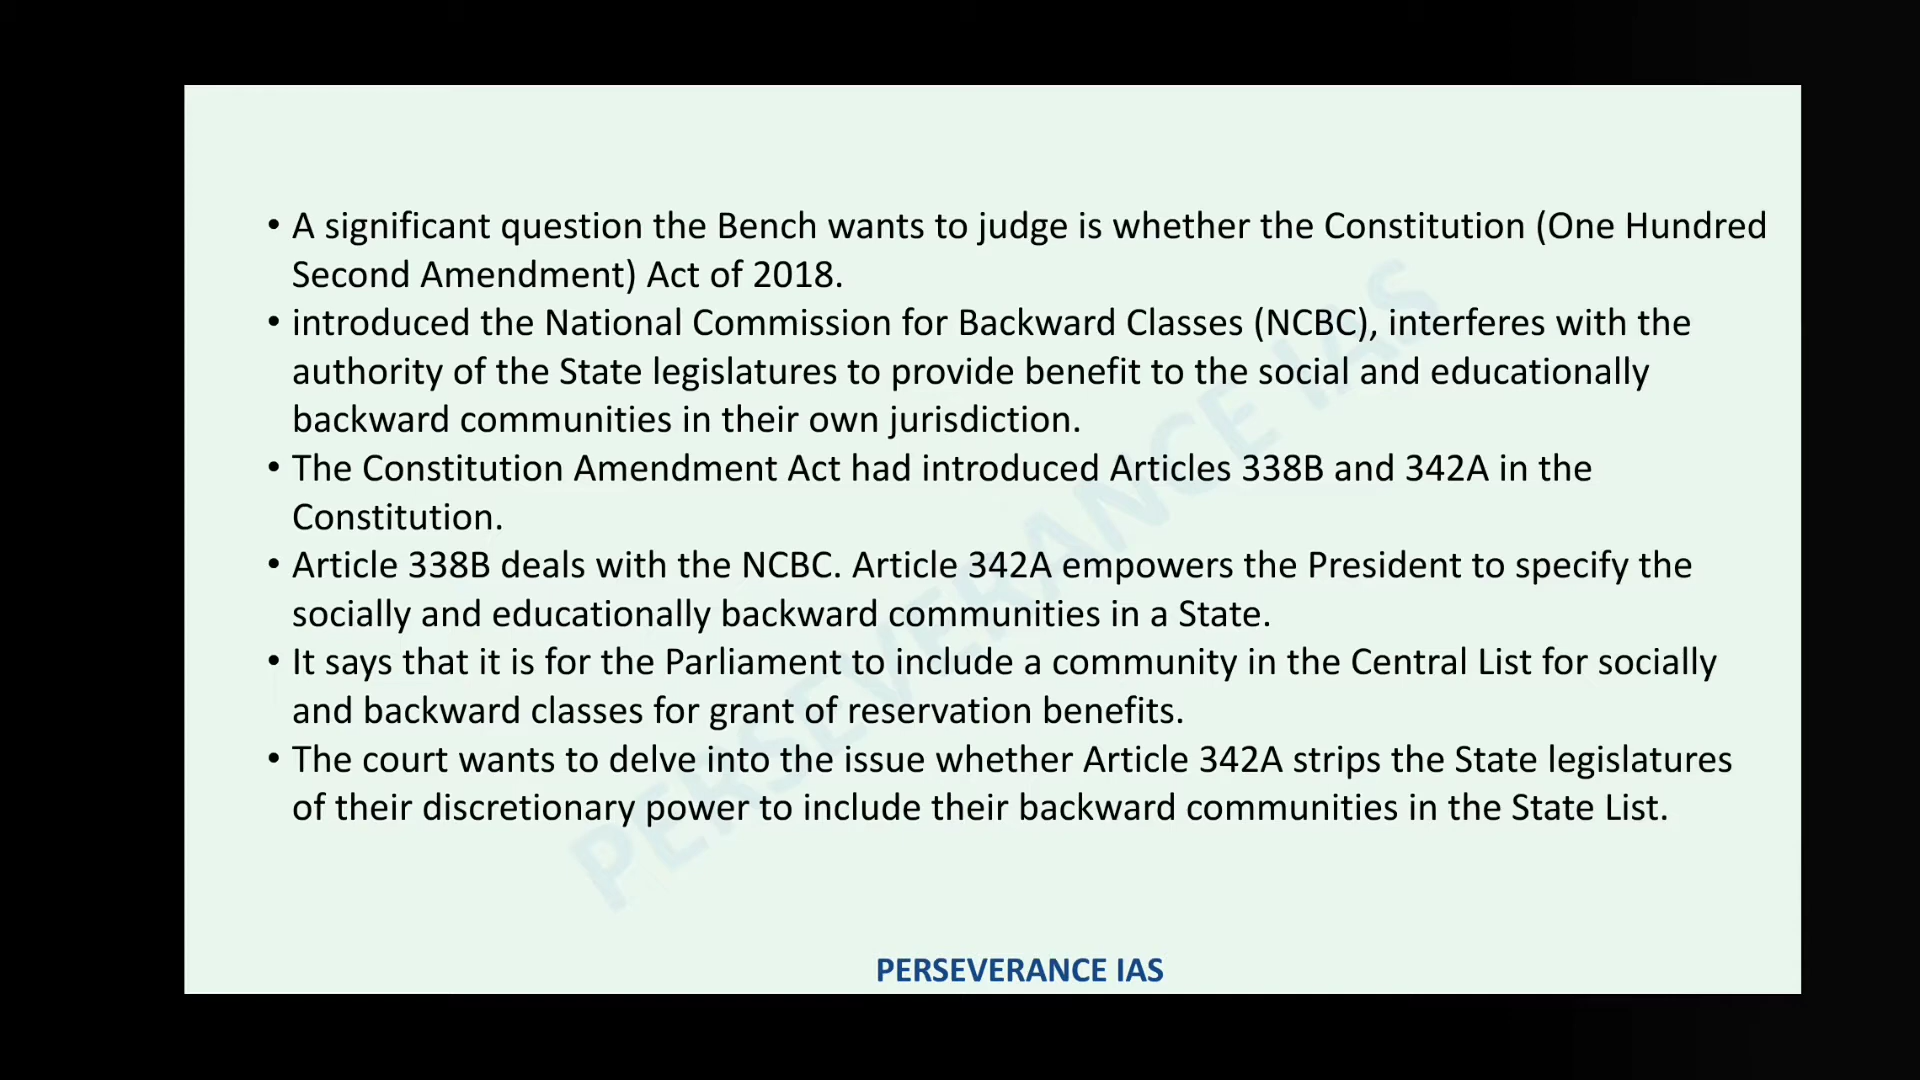 • A significant question the Bench wants to judge is whether the Constitution (One Hundred
Second Amendment) Act of 2018.
• introduced the National Commission for Backward Classes (NCBC), interferes with the
authority of the State legislatures to provide benefit to the social and educationally
backward communities in their own jurisdiction.
• The Constitution Amendment Act had introduced Articles 338B and 342A in the
Constitution.
• Article 338B deals with the NCBC. Article 342A empowers the President to specify the
socially and educationally backward communities in a State.
• It says that it is for the Parliament to include a community in the Central List for socially
and backward classes for grant of reservation benefits.
• The court wants to delve into the issue whether Article 342A strips the State legislatures
of their discretionary power to include their backward communities in the State List.
PERSEVERANCE IAS
PERSEVERANCE IAS